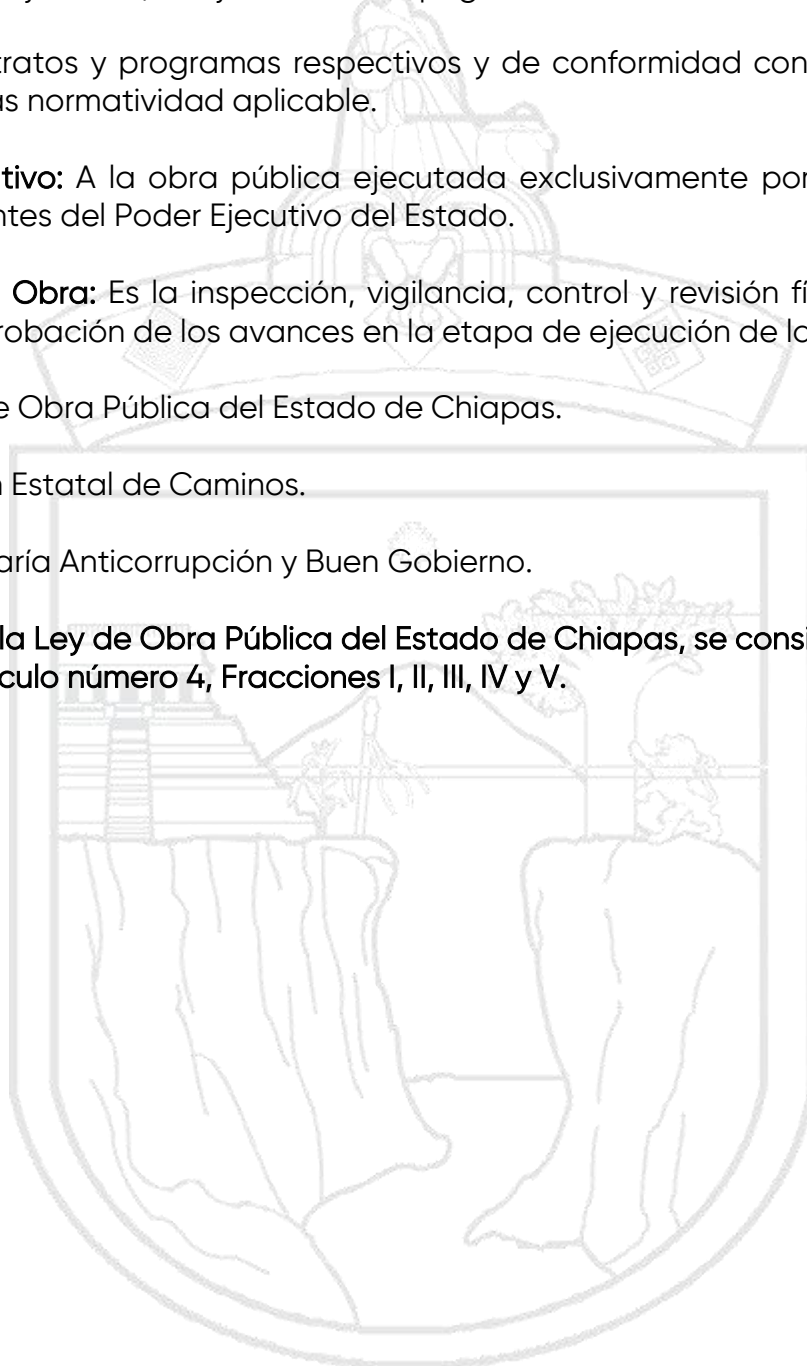 tratos y programas respectivos y de conformidad con
normatividad aplicable.
tivo: A la obra pública ejecutada exclusivamente por
ntes del Poder Ejecutivo del Estado.
Obra: Es la inspección, vigilancia, control y revisión fí
robación de los avances en la etapa de ejecución de
e Obra Pública del Estado de Chiapas.
n Estatal de Caminos.
aría Anticorrupción y Buen Gobierno.
la Ley de Obra Pública del Estado de Chiapas, se consi
culo número 4, Fracciones I, II, III, IV y V.